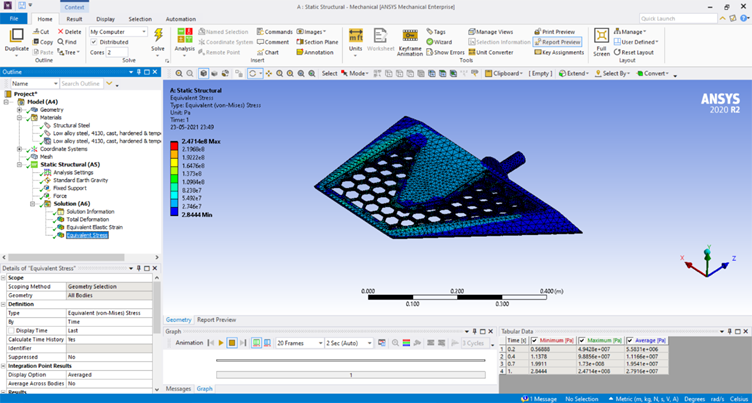 A : Static Structural - Mechanical [ANSYS Mechanical Enterprise]
Context
File Home Result Display Selection Automation
Quick Launch
Duplicate
Cut
Copy
Paste
Delete
Find
Tree
Outline
My Computer
Distributed
Cores 2
Solve
Solve
Analysis
Named Selection
Coordinate System
Remote Point
Commands
Comment
Chart
Images
Section Plane
Annotation
Insert
Units
Worksheet
Keyframe
Animation
Tags
Wizard
Show Errors
Manage Views
Selection Information
Unit Converter
Print Preview
Report Preview
Key Assignments
Tools
Full
Screen
Manage
User Defined
Reset Layout
Layout
Select Mode Clipboard [ Empty ] Extend Select By Convert
Outline
Name Search Outline
Project*
Model (A4)
Geometry
Materials
Structural Steel
Low alloy steel, 4130, cast, hardened & tempe
Low alloy steel, 4130, cast, hardened & tempe
Coordinate Systems
Mesh
Static Structural (A5)
Analysis Settings
Standard Earth Gravity
Fixed Support
Force
Solution (A6)
Solution Information
Total Deformation
Equivalent Elastic Strain
Equivalent Stress
A: Static Structural
Equivalent Stress
Type: Equivalent (von-Mises) Stress
Unit: Pa
Time: 1
23-05-2021 23:49
2.4714e8 Max
2.1968e8
1.9222e8
1.6476e8
1.373e8
1.0984e8
8.238e7
5.492e7
2.746e7
2.8444 Min
ANSYS
2020 R2
X
Y
Z
0.000
0.100
0.200
0.300
0.400 (m)
Geometry Report Preview
Details of "Equivalent Stress"
Scope
Scoping Method Geometry Selection
Geometry All Bodies
Definition
Type Equivalent (von-Mises) Stress
By Time
Display Time Last
Calculate Time History Yes
Identifier
Suppressed No
Integration Point Results
Display Option Averaged
Average Across Bodies No
Results
Graph
Animation 20 Frames 2 Sec (Auto) 3 Cycles
1
Messages Graph
Tabular Data
Time [s] Minimum [Pa] Maximum [Pa] Average [Pa]
1 0.2 0.56888 4.9428e+007 5.5831e+006
2 0.4 1.1378 9.8856e+007 1.1166e+007
3 0.7 1.9911 1.73e+008 1.9541e+007
4 1. 2.8444 2.4714e+008 2.7916e+007
1 Message No Selection Metric (m, kg, N, s, V, A) Degrees rad/s Celsius